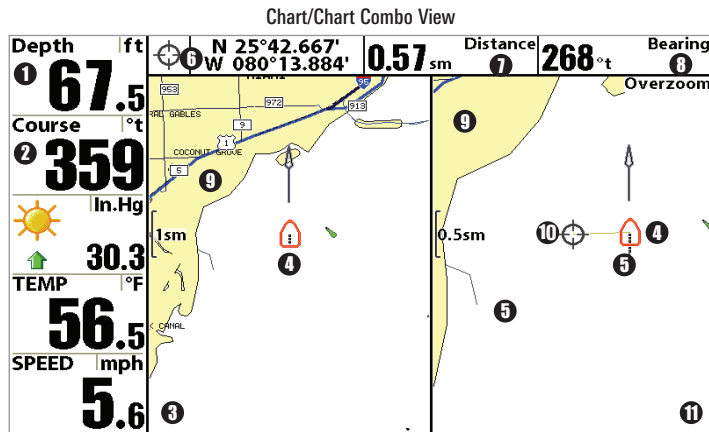 Chart/Chart Combo View
Depth ft
1 67.5
Course °t
2 359
In.Hg
30.3
TEMP °F
56.5
SPEED mph
5.6
6 N 25°42.667'
W 080°13.884'
0.57 sm Distance
7
268°t Bearing
8
MIAMI
95
953
972
913
RAL GABLES
9
1
COCONUT GROVE
5
9
1sm
4
K CANAL
3
Overzoom
9
0.5sm
10
4
5
5
11